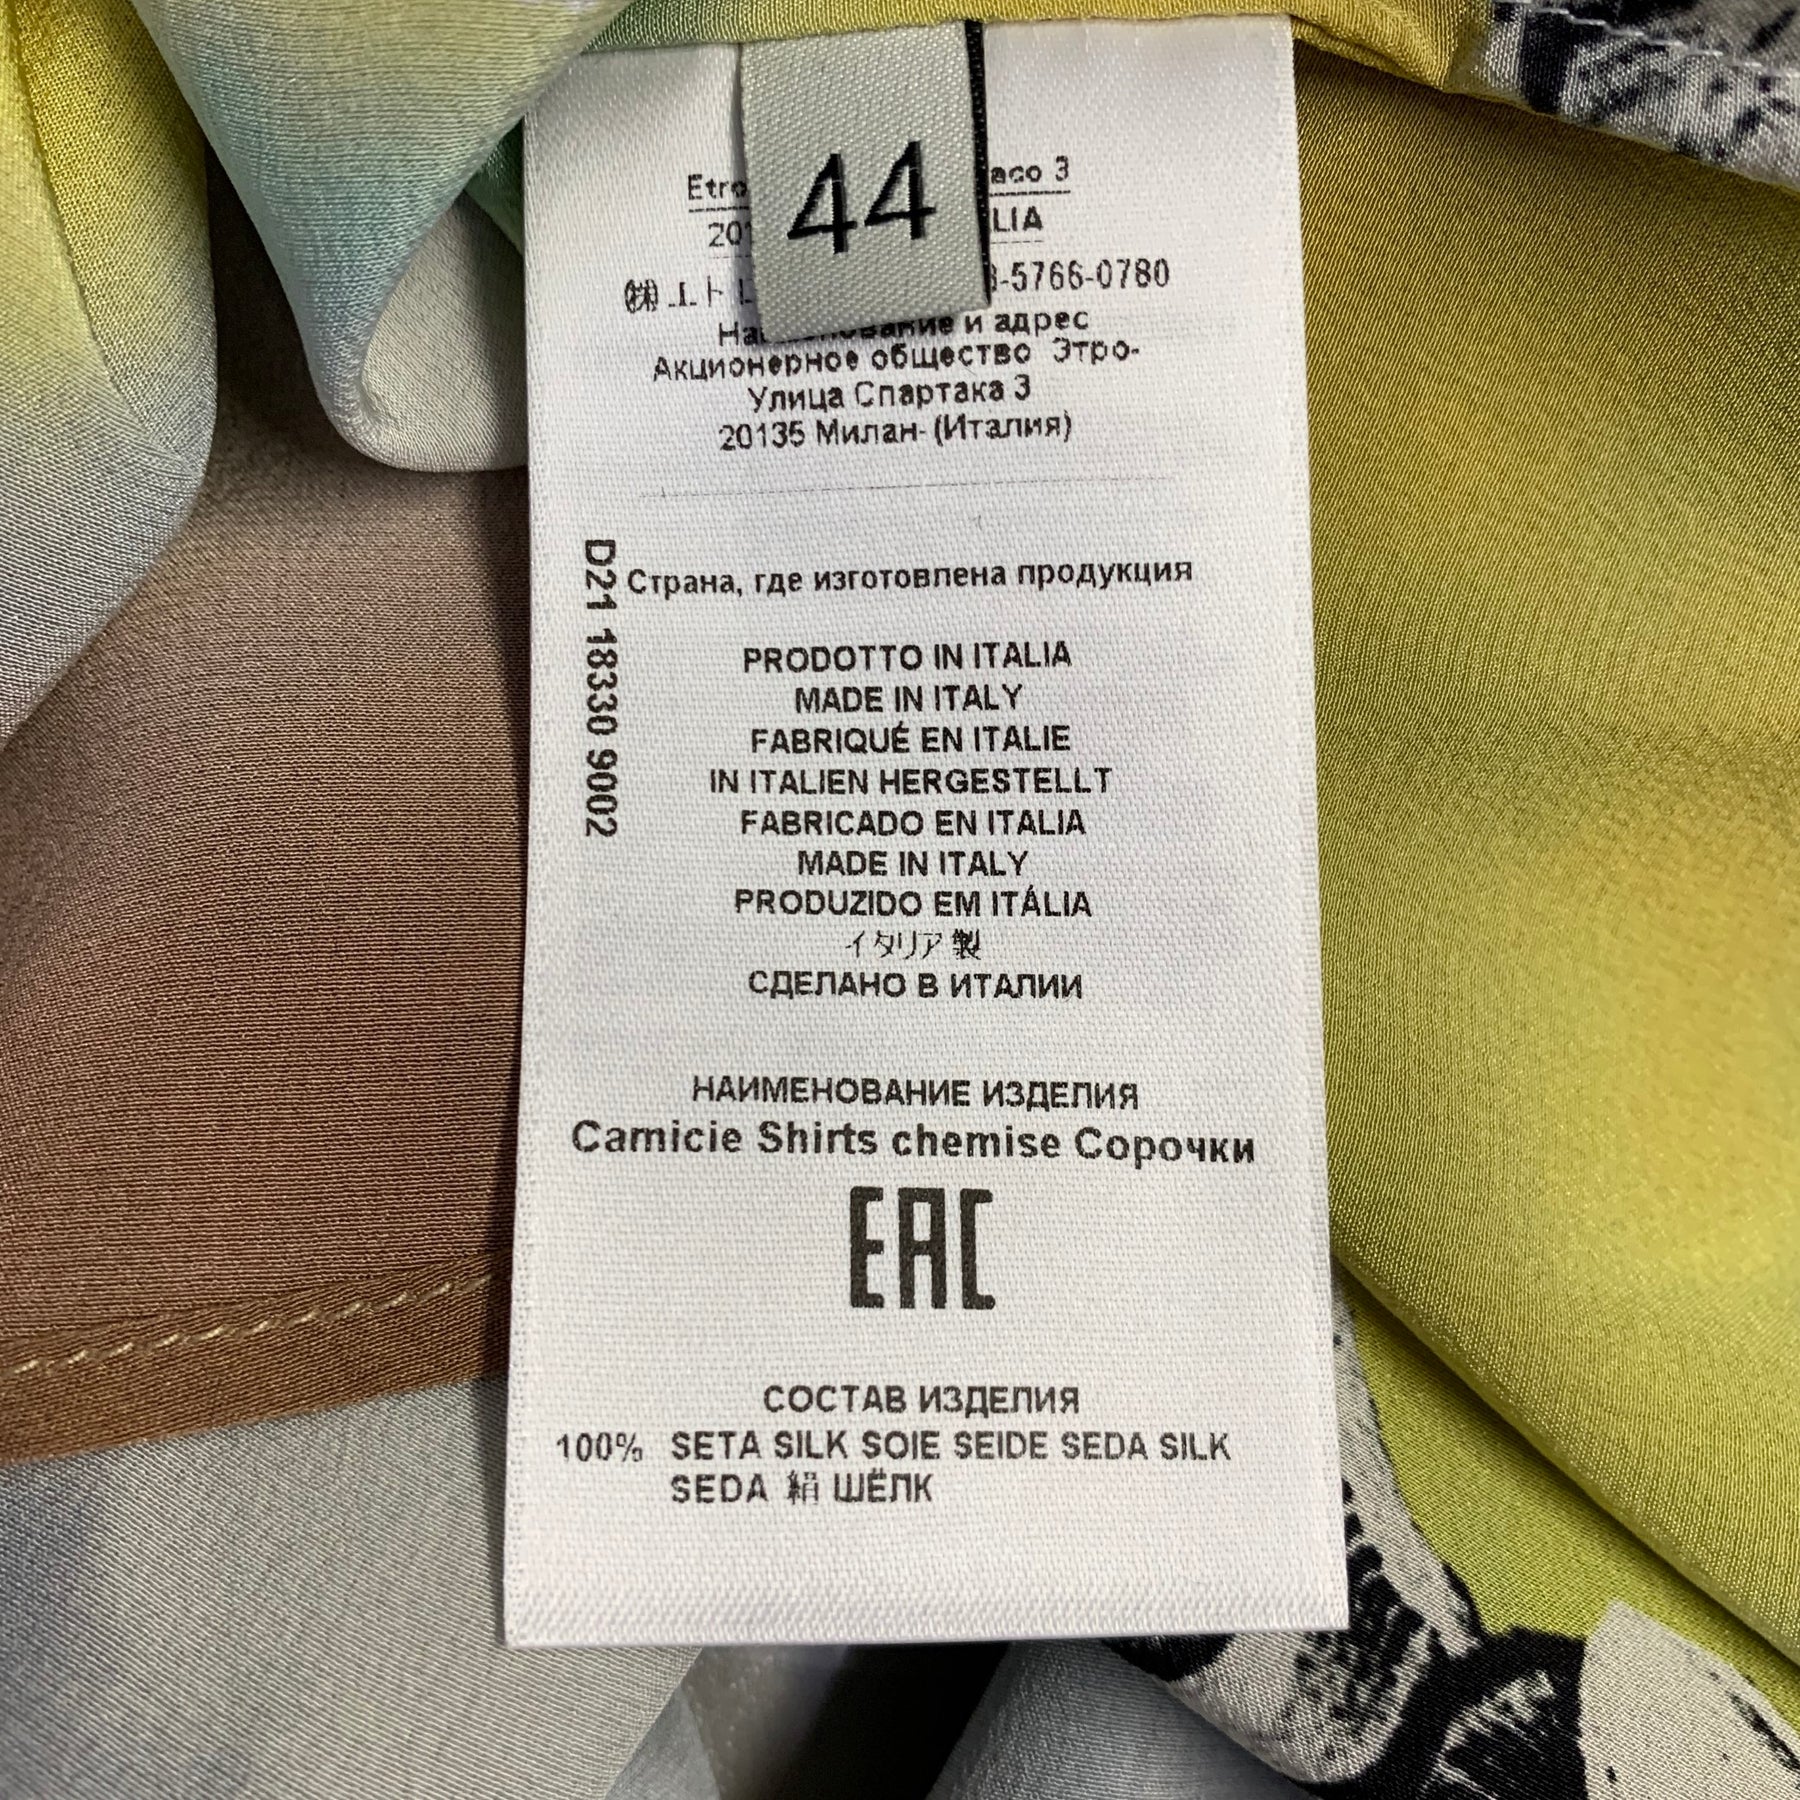 44
Etro aco 3
LIA
-5766-0780
и адрес
Акционерное общество Этро-
Улица Спартака 3
20135 Милан- (Италия)
D21 18330 9002
Страна, где изготовлена продукция
PRODOTTO IN ITALIA
MADE IN ITALY
FABRIQUÉ EN ITALIE
IN ITALIEN HERGESTELLT
FABRICADO EN ITALIA
MADE IN ITALY
PRODUZIDO EM ITÁLIA
イタリア製
СДЕЛАНО В ИТАЛИИ
НАИМЕНОВАНИЕ ИЗДЕЛИЯ
Camicie Shirts chemise Сорочки
EAC
СОСТАВ ИЗДЕЛИЯ
100% SETA SILK SOIE SEIDE SEDA SILK
SEDA 絹 ШЁЛК